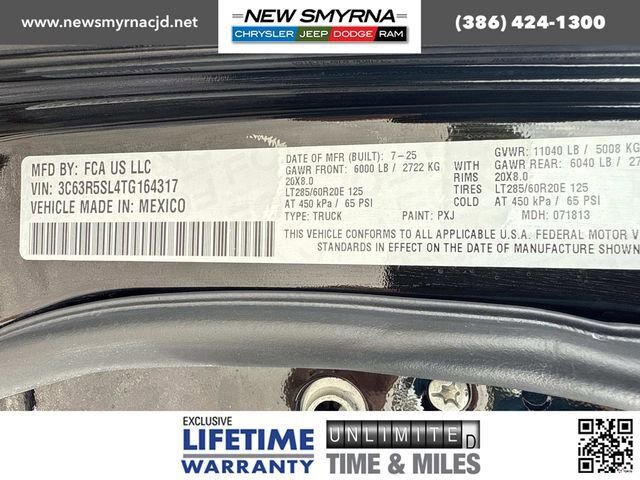 www.newsmyrnacjd.net
NEW SMYRNA
CHRYSLER JEEP DODGE RAM
(386) 424-1300
MFD BY: FCA US LLC
VIN: 3C63R5SL4TG164317
VEHICLE MADE IN: MEXICO
DATE OF MFR (BUILT): 7-25
GAWR FRONT: 6000 LB / 2722 KG
20X8.0
LT285/60R20E 125
AT 450 kPa / 65 PSI
TYPE: TRUCK PAINT: PXJ MDH: 071813
WITH
RIMS
TIRES
COLD
GVWR: 11040 LB / 5008 KG
GAWR REAR: 6040 LB / 27
20X8.0
LT285/60R20E 125
AT 450 kPa / 65 PSI
THIS VEHICLE CONFORMS TO ALL APPLICABLE U.S.A. FEDERAL MOTOR V
STANDARDS IN EFFECT ON THE DATE OF MANUFACTURE SHOWN
EXCLUSIVE
LIFETIME
WARRANTY
UNLIMITED
TIME & MILES